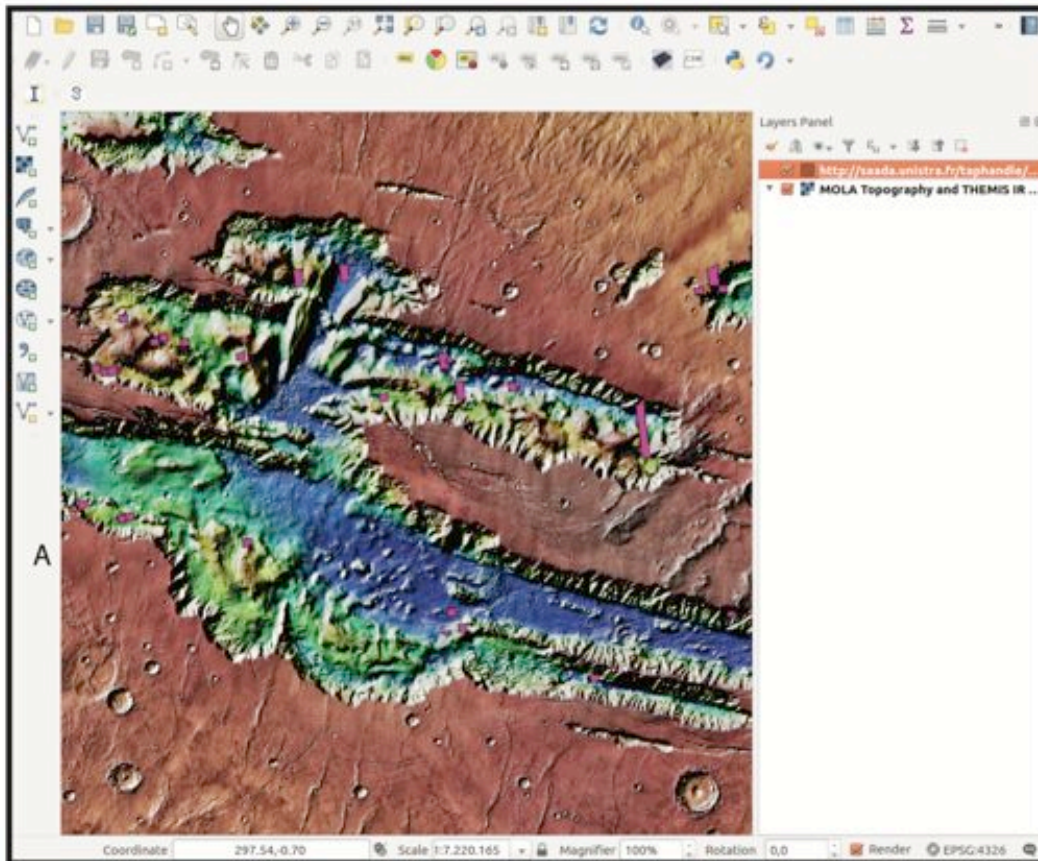 Layers Panel
http://saada.unistra.fr/taphandle/...
MOLA Topography and THEMIS IR ...
A
Coordinate 297.54,-0.70 Scale 1:7.220.165 Magnifier 100% Rotation 0,0 Render EPSG:4326